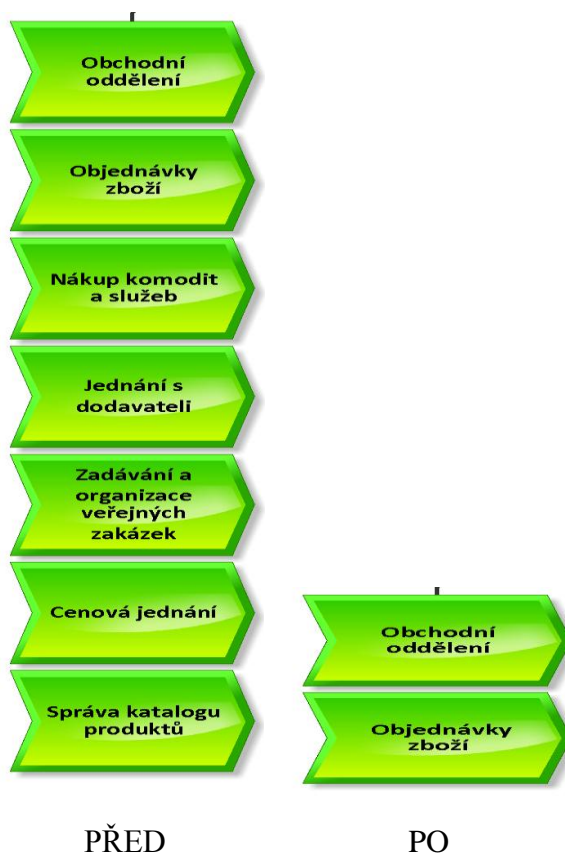 Obchodní
oddělení
Objednávky
zboží
Nákup komodit
a služeb
Jednání s
dodavateli
Zadávání a
organizace
veřejných
zakázek
Cenová jednání
Správa katalogu
produktů
Obchodní
oddělení
Objednávky
zboží
PŘED
PO